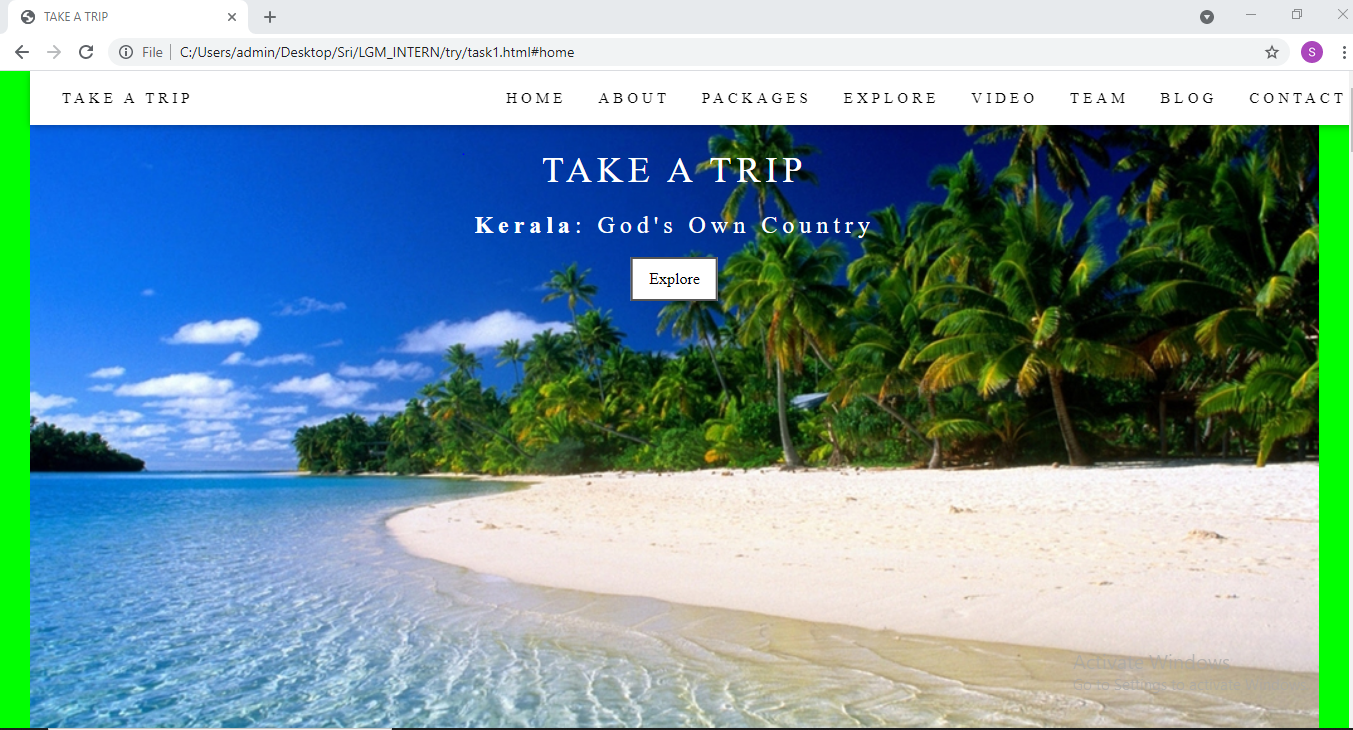 TAKE A TRIP
File C:/Users/admin/Desktop/Sri/LGM_INTERN/try/task1.html#home
S
TAKE A TRIP HOME ABOUT PACKAGES EXPLORE VIDEO TEAM BLOG CONTACT
TAKE A TRIP
Kerala: God's Own Country
Explore
Activate Windows